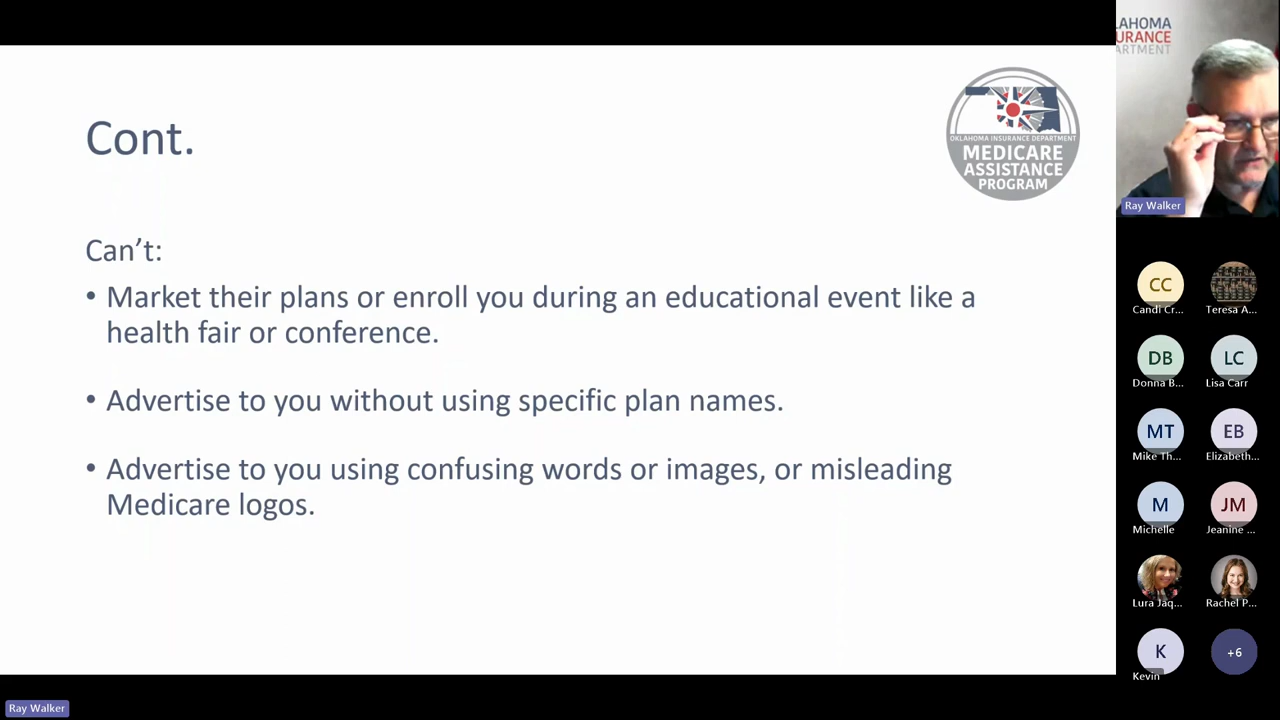 Cont.
OKLAHOMA INSURANCE DEPARTMENT
MEDICARE
ASSISTANCE
PROGRAM
Can't:
• Market their plans or enroll you during an educational event like a
health fair or conference.
• Advertise to you without using specific plan names.
• Advertise to you using confusing words or images, or misleading
Medicare logos.
LAHOMA
URANCE
ARTMENT
Ray Walker
CC
Candi Cr...
Teresa A...
DB
Donna B...
LC
Lisa Carr
MT
Mike Th...
EB
Elizabeth...
M
Michelle
JM
Jeanine ...
Lura Jaq...
Rachel P...
K
Kevin
+6
Ray Walker